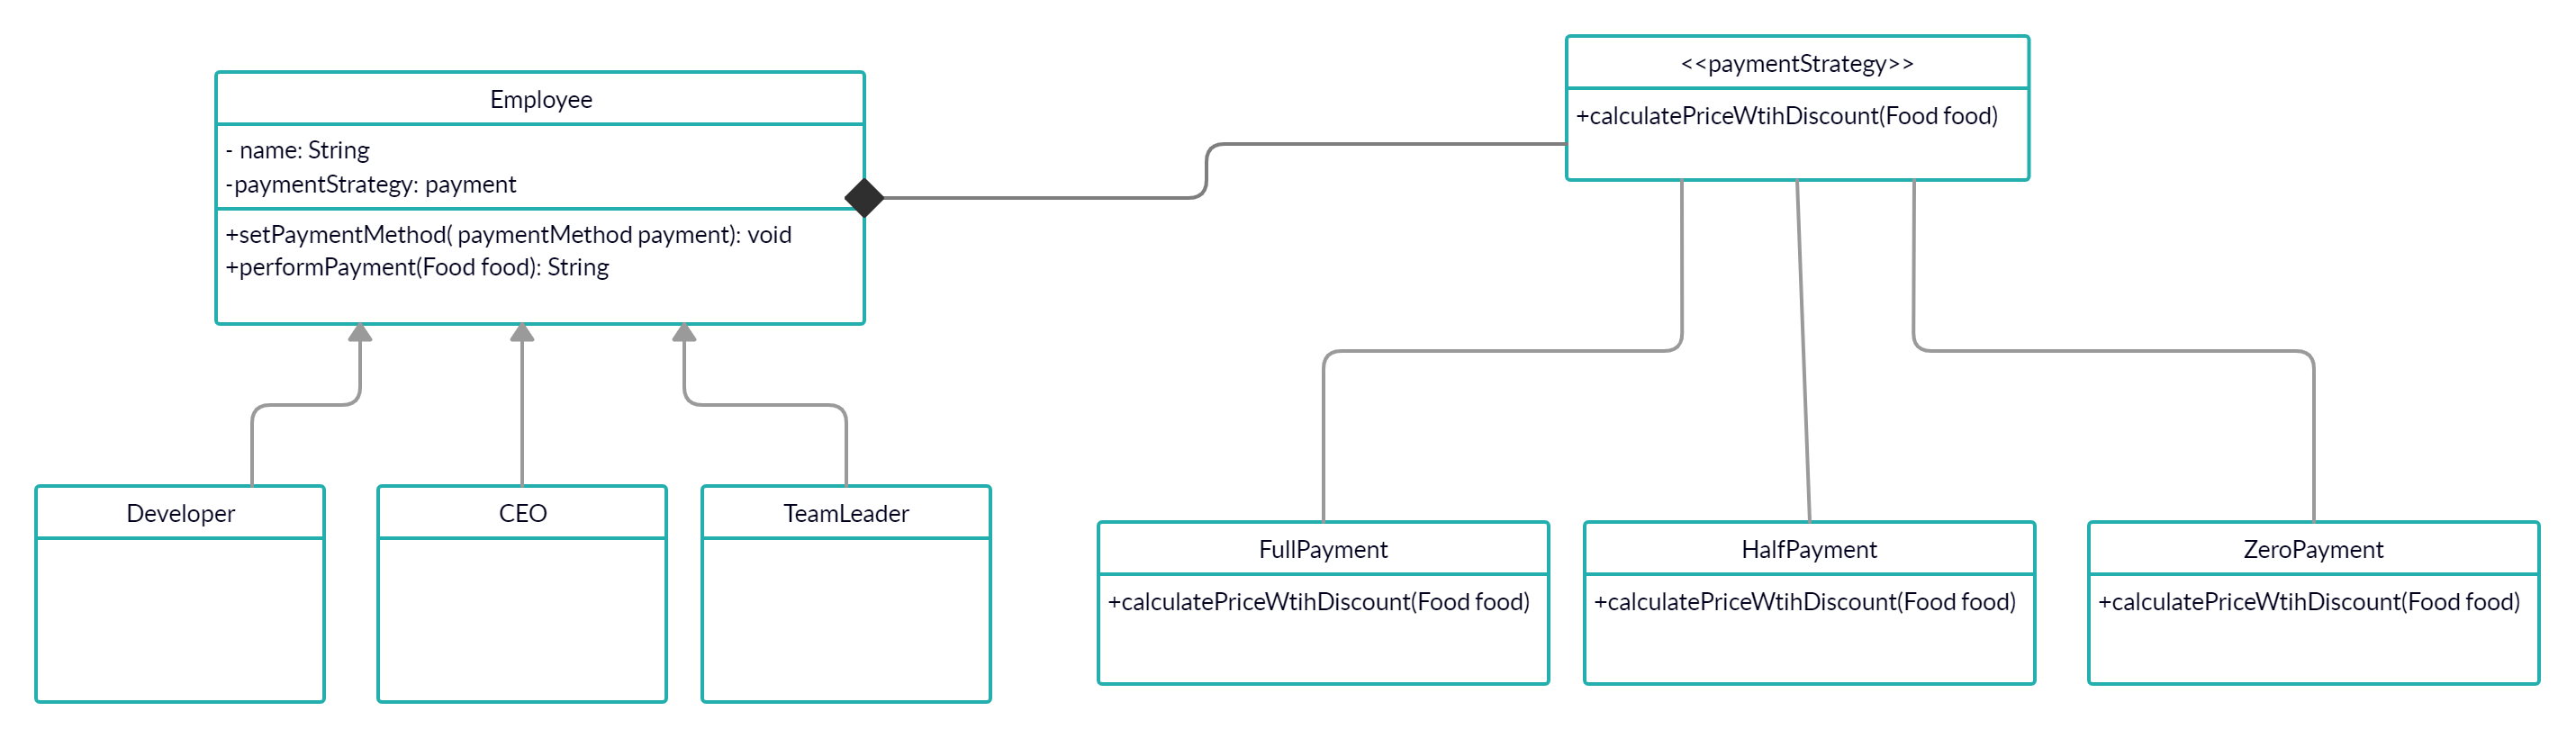 Employee
- name: String
-paymentStrategy: payment
+setPaymentMethod( paymentMethod payment): void
+performPayment(Food food): String
<<paymentStrategy>>
+calculatePriceWtihDiscount(Food food)
Developer
CEO
TeamLeader
FullPayment
+calculatePriceWtihDiscount(Food food)
HalfPayment
+calculatePriceWtihDiscount(Food food)
ZeroPayment
+calculatePriceWtihDiscount(Food food)